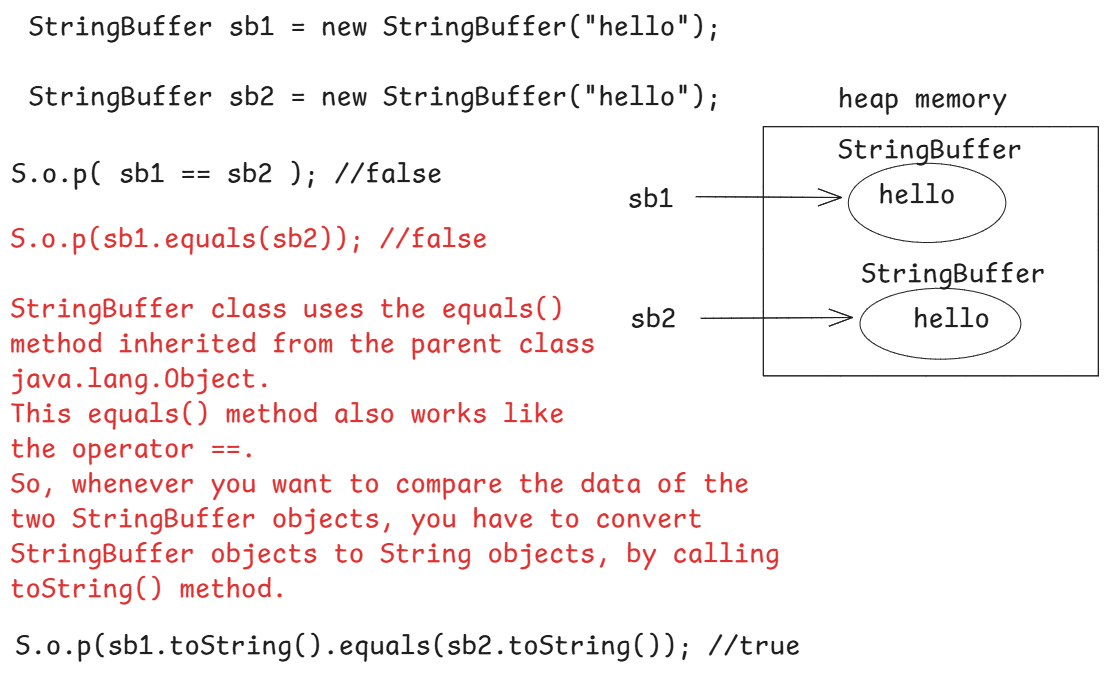 StringBuffer sb1 = new StringBuffer("hello");
StringBuffer sb2 = new StringBuffer("hello");
S.o.p( sb1 == sb2 ); //false
S.o.p(sb1.equals(sb2)); //false
StringBuffer class uses the equals()
method inherited from the parent class
java.lang.Object.
This equals() method also works like
the operator ==.
So, whenever you want to compare the data of the
two StringBuffer objects, you have to convert
StringBuffer objects to String objects, by calling
toString() method.
S.o.p(sb1.toString().equals(sb2.toString()); //true
heap memory
StringBuffer
sb1
hello
StringBuffer
sb2
hello